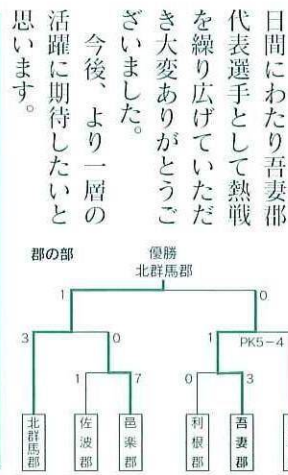 日間にわたり吾妻郡
代表選手として熱戦
を繰り広げていただ
き大変ありがとうご
ざいました。
今後、より一層の
活躍に期待したいと
思います。
郡の部
優勝
北群馬郡
1
0
3
0
1
PK5−4
1
7
0
3
北群馬郡
佐波郡
邑楽郡
利根郡
吾妻郡